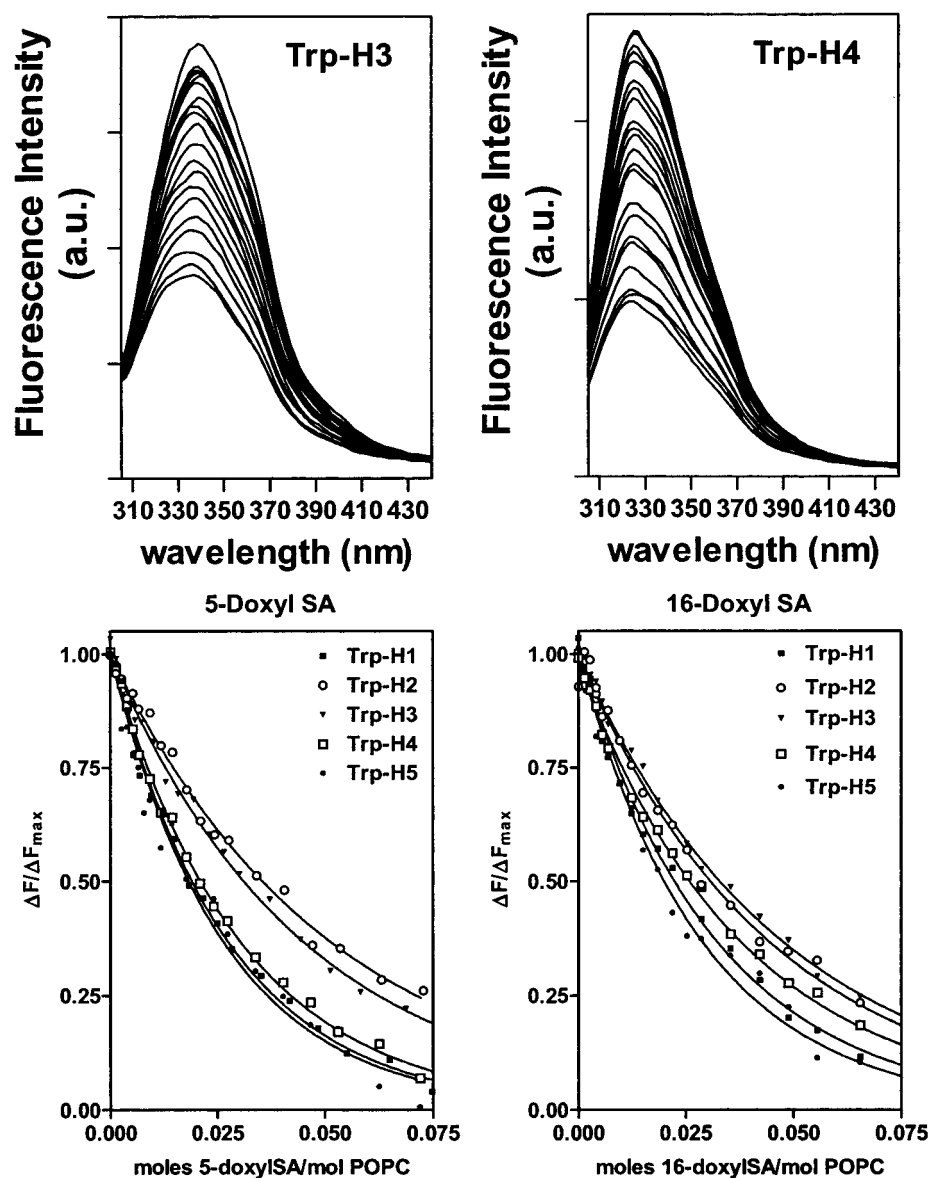 Fluorescence Intensity
(a.u.)
Trp-H3
310 330 350 370 390 410 430
wavelength (nm)
Fluorescence Intensity
(a.u.)
Trp-H4
310 330 350 370 390 410 430
wavelength (nm)
5-Doxyl SA
ΔF/ΔFmax
1.00
0.75
0.50
0.25
0.00
Trp-H1
Trp-H2
Trp-H3
Trp-H4
Trp-H5
0.000 0.025 0.050 0.075
moles 5-doxylSA/mol POPC
16-Doxyl SA
ΔF/ΔFmax
1.00
0.75
0.50
0.25
0.00
Trp-H1
Trp-H2
Trp-H3
Trp-H4
Trp-H5
0.000 0.025 0.050 0.075
moles 16-doxylSA/mol POPC